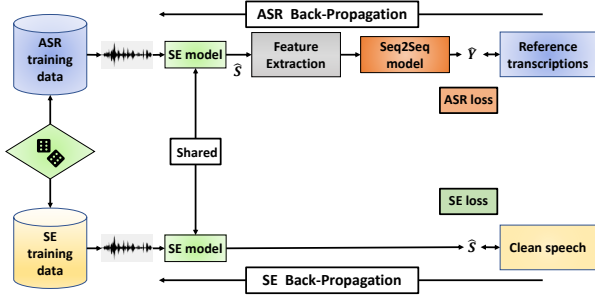 ASR Back-Propagation
ASR
training
data
SE model
Ŝ
Feature
Extraction
Seq2Seq
model
Ŷ
Reference
transcriptions
ASR loss
Shared
SE loss
SE
training
data
SE model
Ŝ
Clean speech
SE Back-Propagation